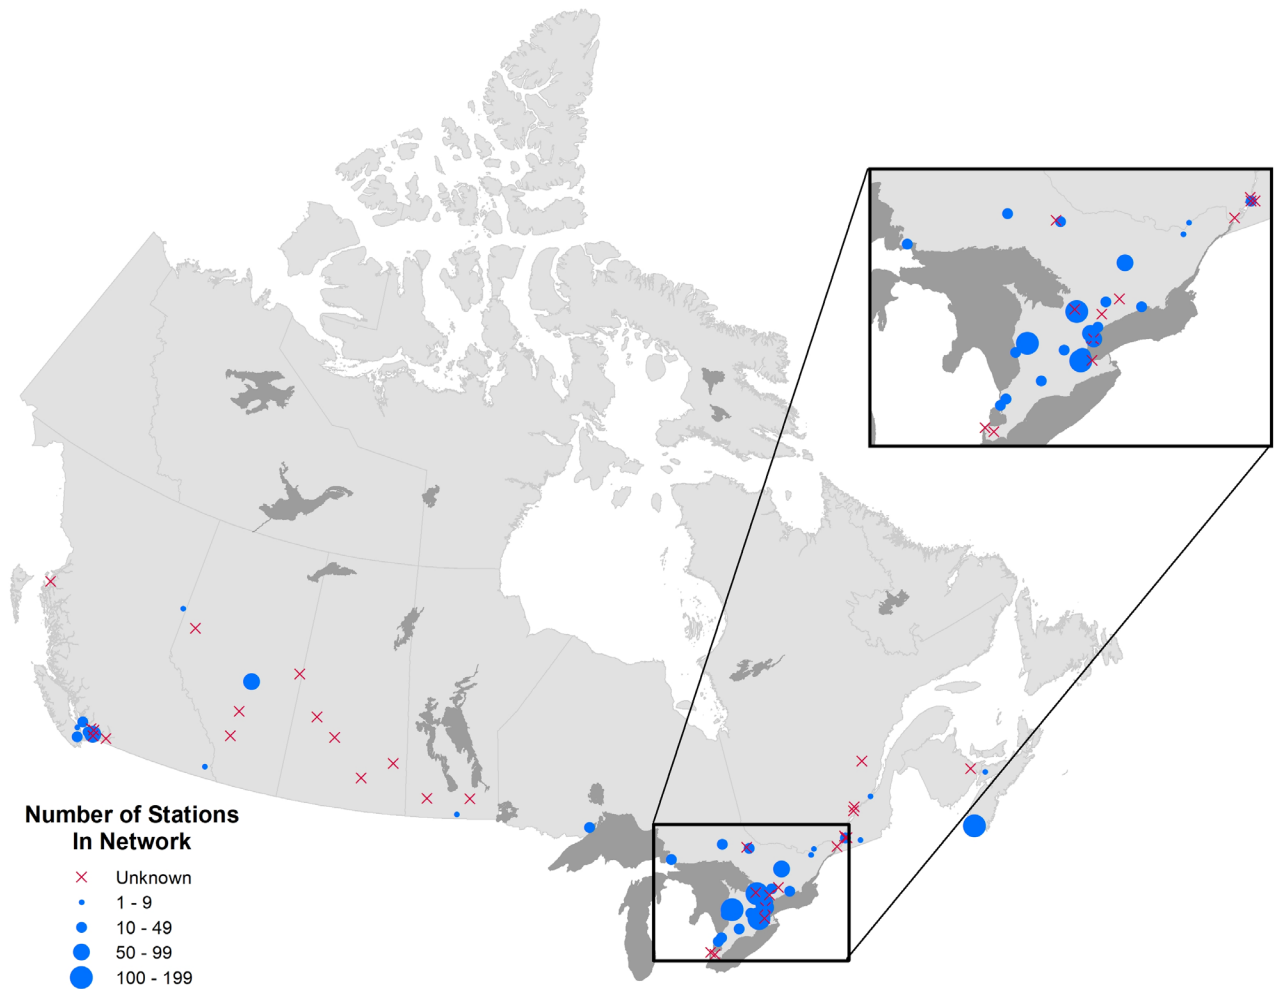 Number of Stations
In Network
Unknown
1 - 9
10 - 49
50 - 99
100 - 199